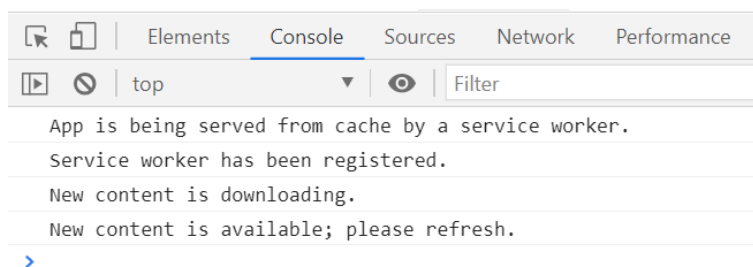 Elements Console Sources Network Performance
top Filter
App is being served from cache by a service worker.
Service worker has been registered.
New content is downloading.
New content is available; please refresh.